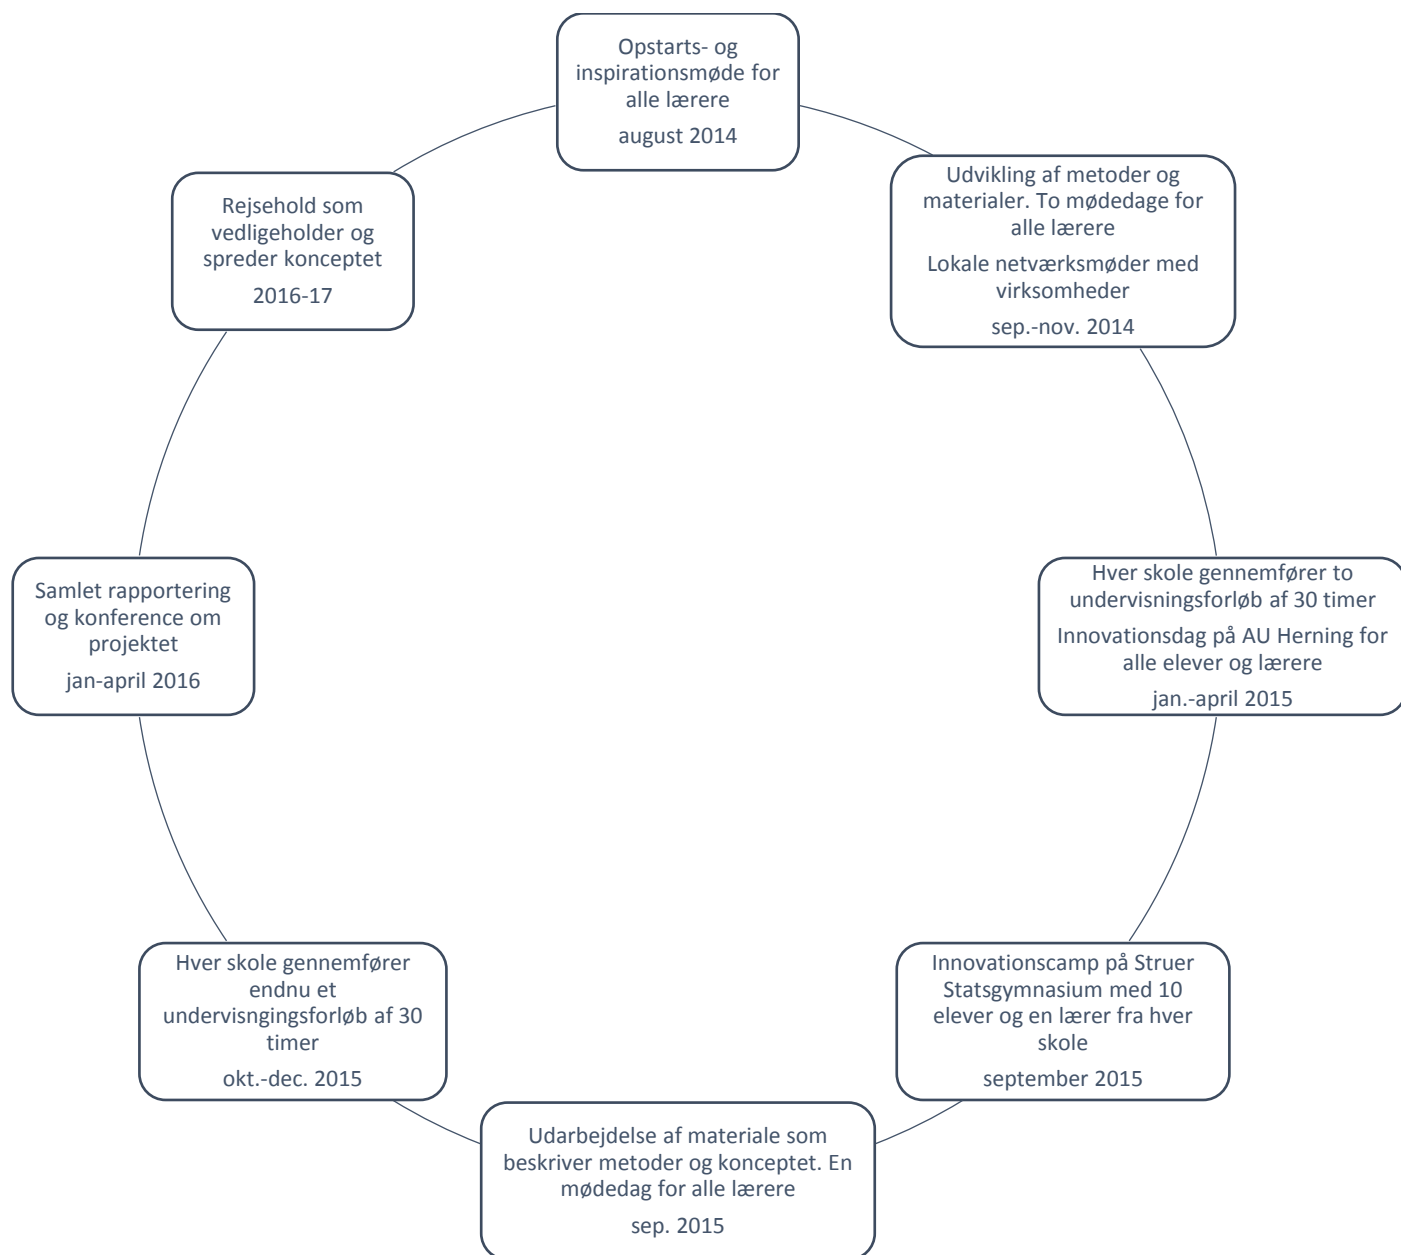 Opstarts- og
inspirationsmøde for
alle lærere
august 2014
Udvikling af metoder og
materialer. To mødedage for
alle lærere
Lokale netværksmøder med
virksomheder
sep.-nov. 2014
Hver skole gennemfører to
undervisningsforløb af 30 timer
Innovationsdag på AU Herning for
alle elever og lærere
jan.-april 2015
Innovationscamp på Struer
Statsgymnasium med 10
elever og en lærer fra hver
skole
september 2015
Udarbejdelse af materiale som
beskriver metoder og konceptet. En
mødedag for alle lærere
sep. 2015
Hver skole gennemfører
endnu et
undervisngingsforløb af 30
timer
okt.-dec. 2015
Samlet rapportering
og konference om
projektet
jan-april 2016
Rejsehold som
vedligeholder og
spreder konceptet
2016-17